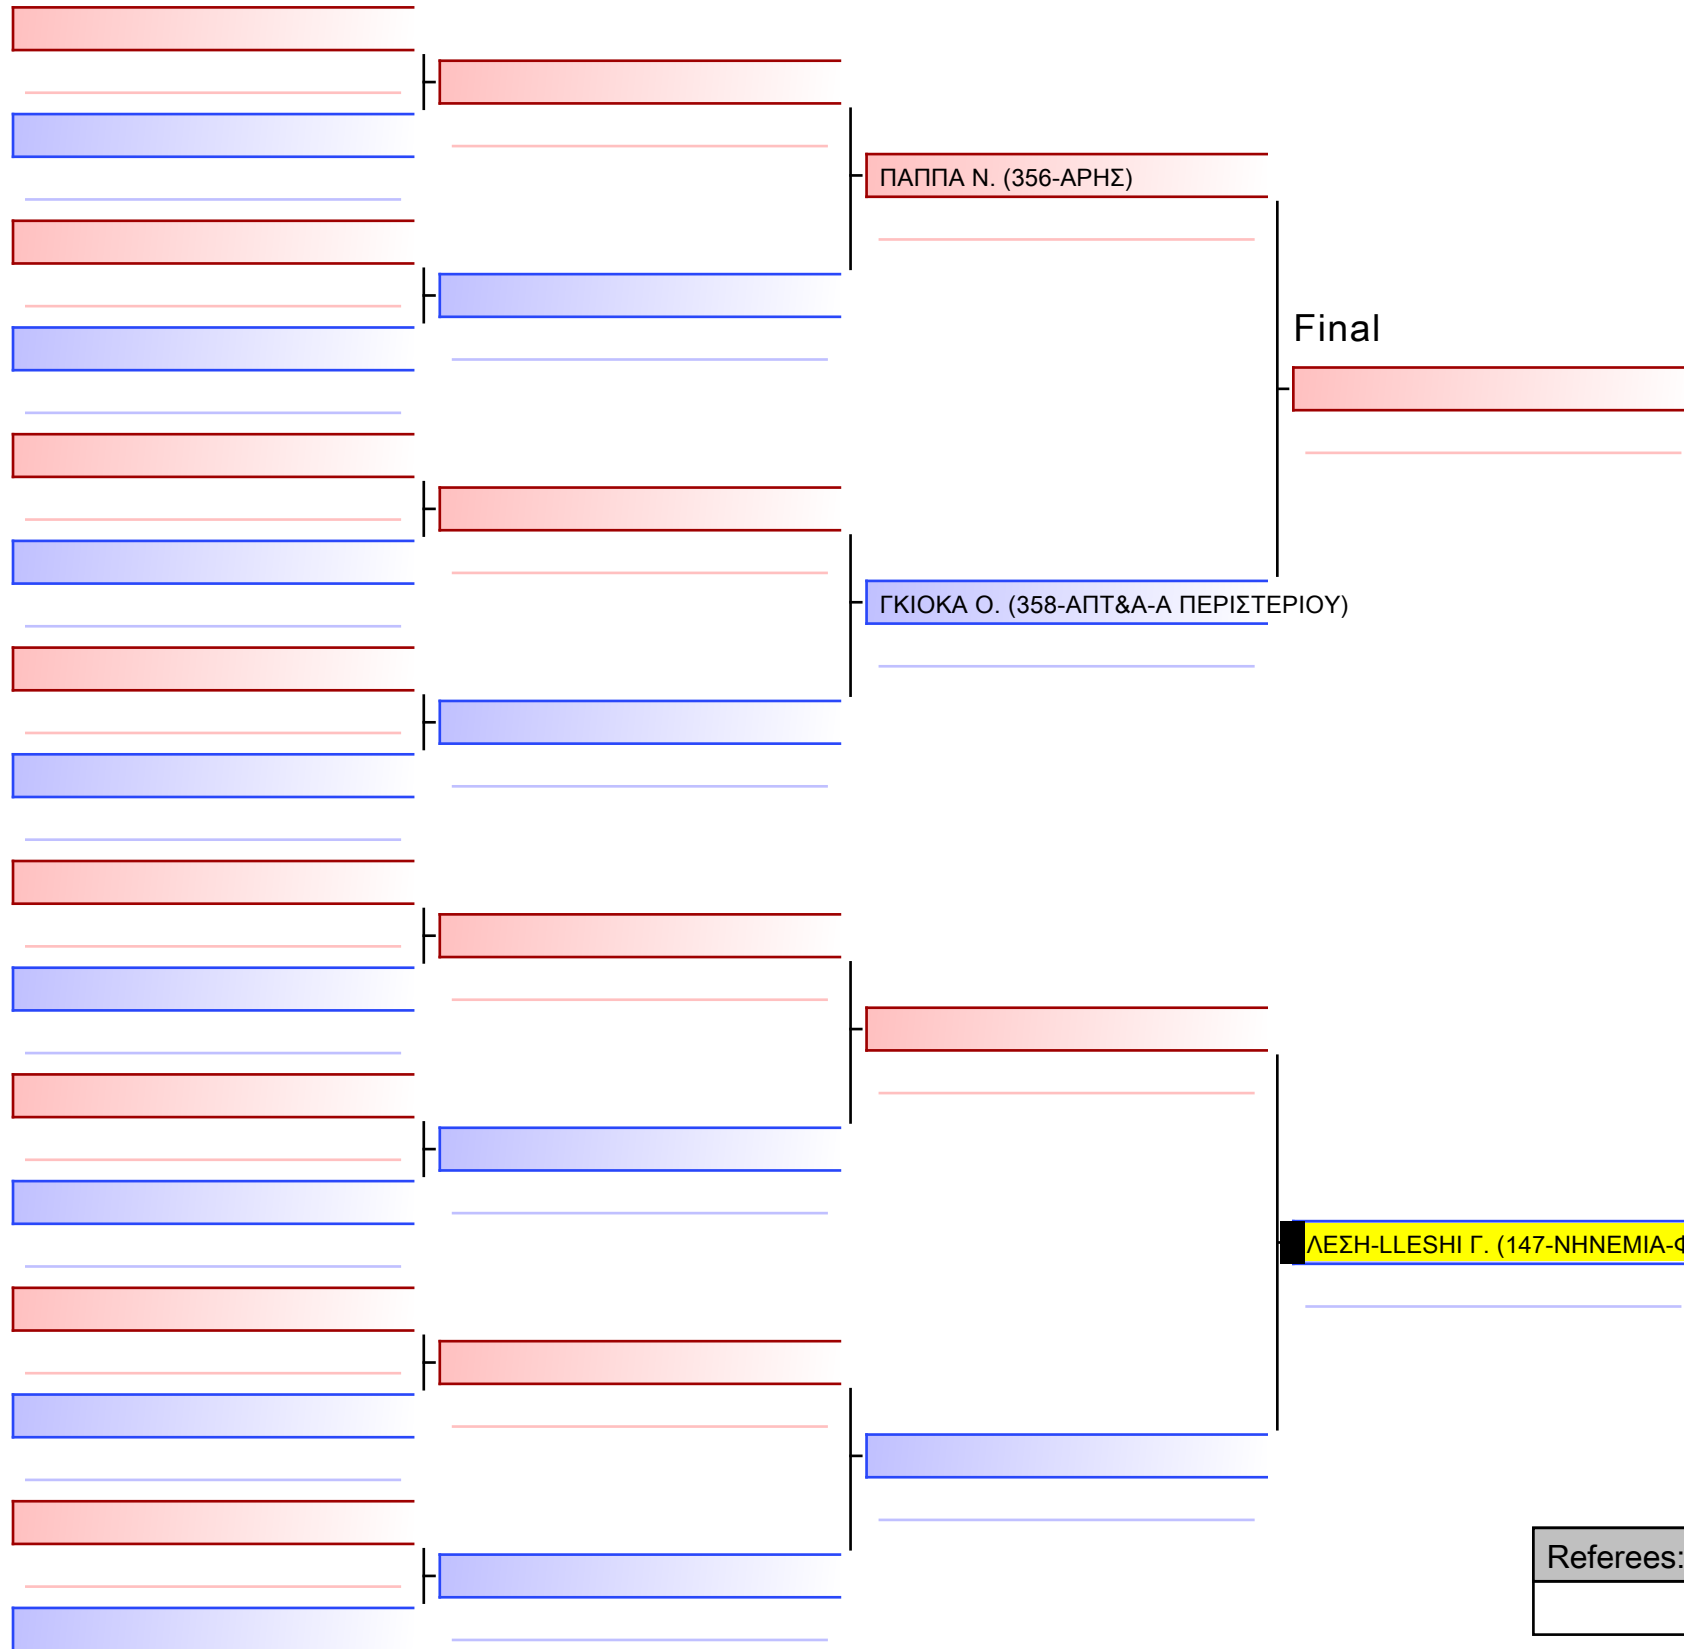 ΠΑΠΠΑ Ν. (356-ΑΡΗΣ)
Final
ΓΚΙΟΚΑ Ο. (358-ΑΠΤ&Α-Α ΠΕΡΙΣΤΕΡΙΟΥ)
ΛΕΣΗ-LLESHI Γ. (147-ΝΗΝΕΜΙΑ-Φ
Referees: